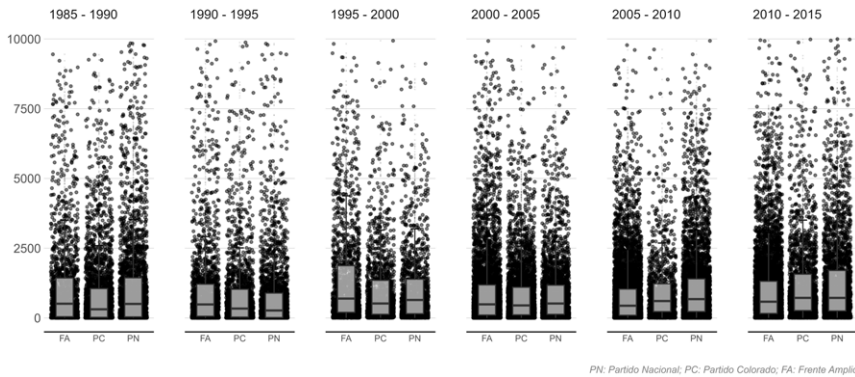 1985 - 1990 1990 - 1995 1995 - 2000 2000 - 2005 2005 - 2010 2010 - 2015
10000
7500
5000
2500
0
FA PC PN FA PC PN FA PC PN FA PC PN FA PC PN FA PC PN
PN: Partido Nacional; PC: Partido Colorado; FA: Frente Amplio